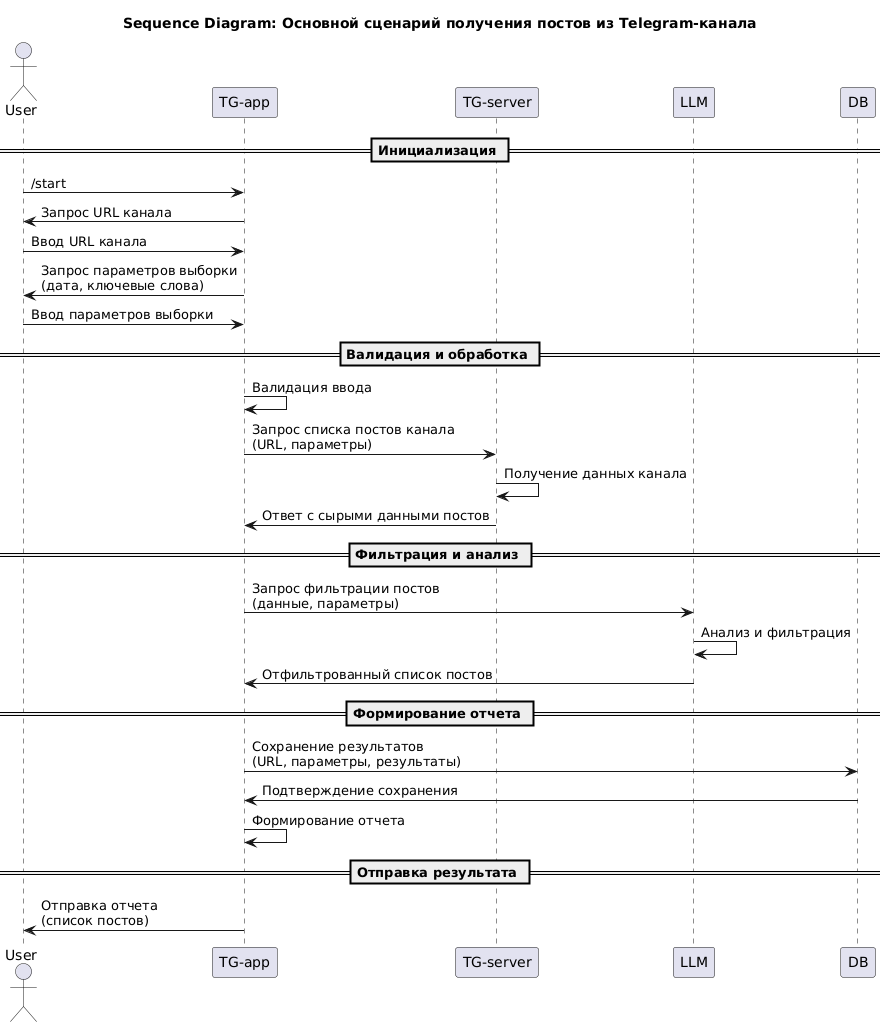 Sequence Diagram: Основной сценарий получения постов из Telegram-канала
User
TG-app
TG-server
LLM
DB
Инициализация
/start
Запрос URL канала
Ввод URL канала
Запрос параметров выборки
(дата, ключевые слова)
Ввод параметров выборки
Валидация и обработка
Валидация ввода
Запрос списка постов канала
(URL, параметры)
Получение данных канала
Ответ с сырыми данными постов
Фильтрация и анализ
Запрос фильтрации постов
(данные, параметры)
Анализ и фильтрация
Отфильтрованный список постов
Формирование отчета
Сохранение результатов
(URL, параметры, результаты)
Подтверждение сохранения
Формирование отчета
Отправка результата
Отправка отчета
(список постов)
User
TG-app
TG-server
LLM
DB